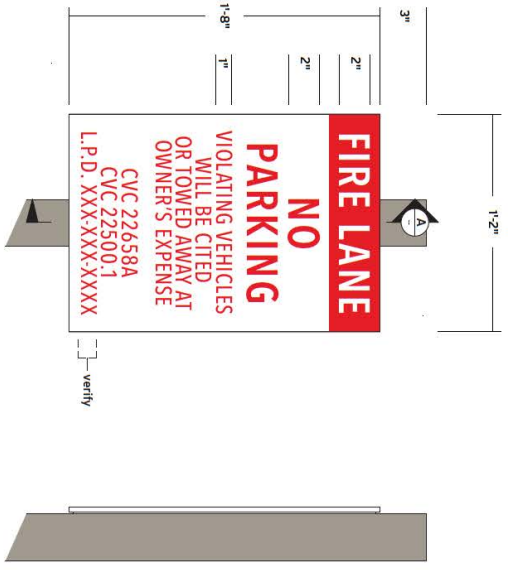 1'-2"
3"
1'-8"
2"
2"
1"
A
-
FIRE LANE
NO
PARKING
VIOLATING VEHICLES
WILL BE CITED
OR TOWED AWAY AT
OWNER'S EXPENSE
CVC 22658A
CVC 22500.1
L.P.D. XXX-XXX-XXXX
verify